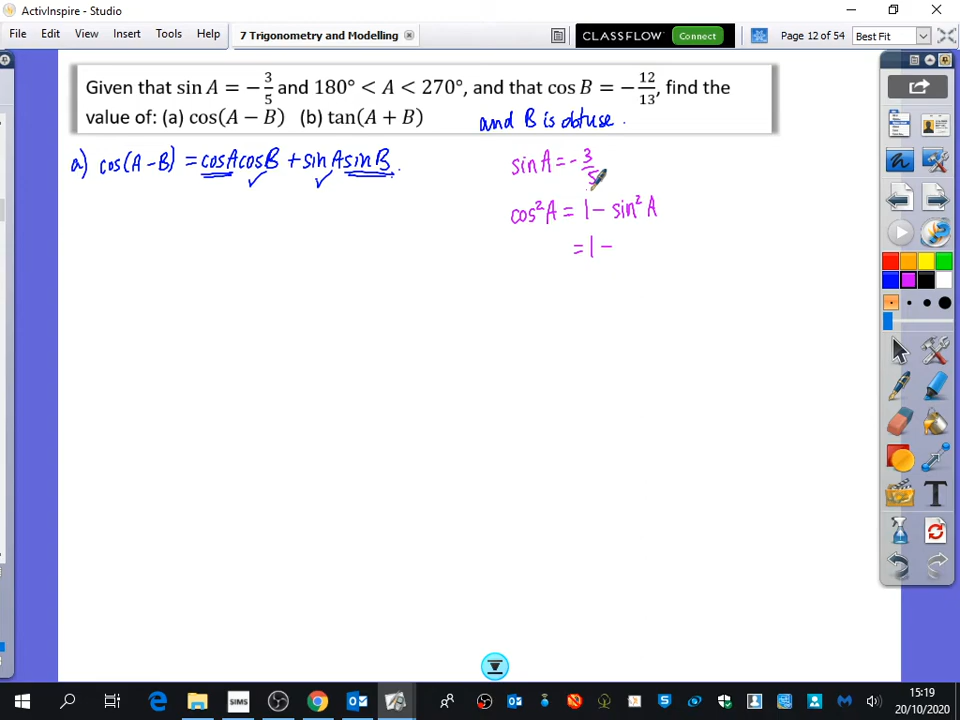 ActivInspire - Studio
File Edit View Insert Tools Help
7 Trigonometry and Modelling
CLASSFLOW Connect
Page 12 of 54
Best Fit
Given that sin A = −3/5 and 180° < A < 270°, and that cos B = −12/13, find the
value of: (a) cos(A − B) (b) tan(A + B)
and B is obtuse .
a) cos(A - B) = cosAcosB + sinAsinB.
sinA = -3/5
cos²A = 1 - sin²A
= 1 -
T
SIMS
15:19
20/10/2020